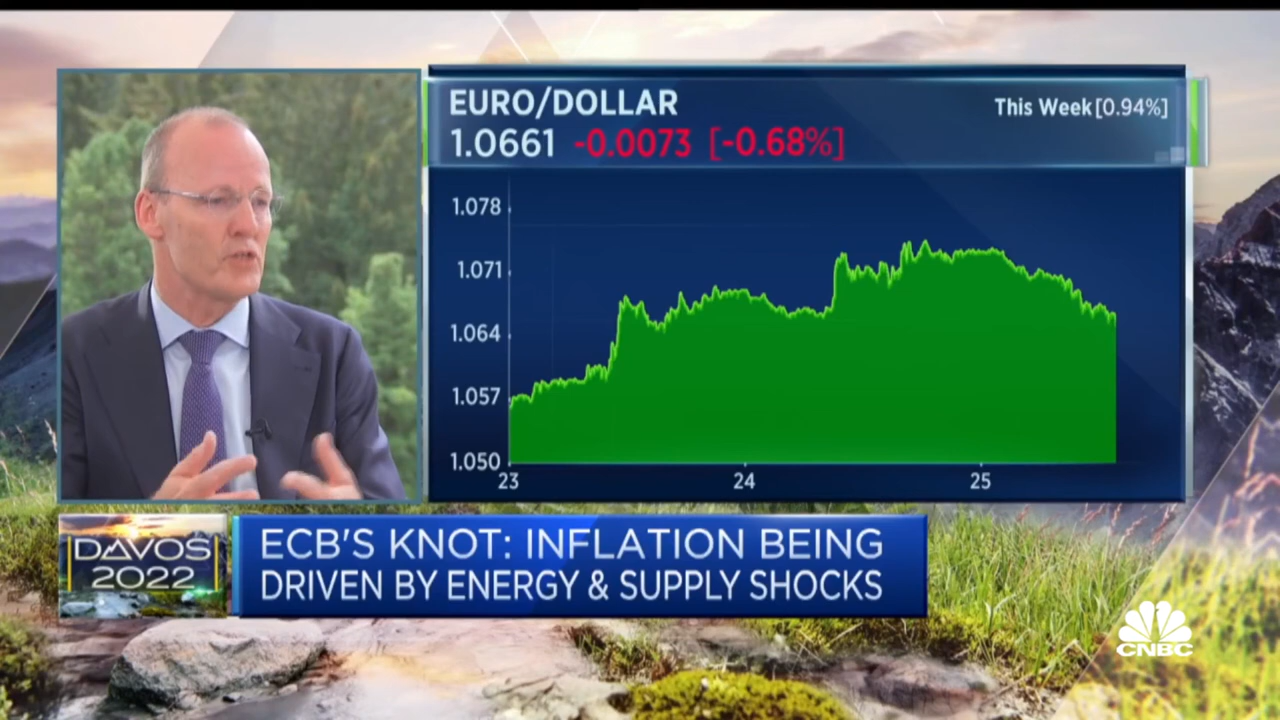 EURO/DOLLAR
This Week [0.94%]
1.0661 -0.0073 [-0.68%]
1.078
1.071
1.064
1.057
1.050
23
24
25
DAVOS
2022
ECB'S KNOT: INFLATION BEING
DRIVEN BY ENERGY & SUPPLY SHOCKS
CNBC